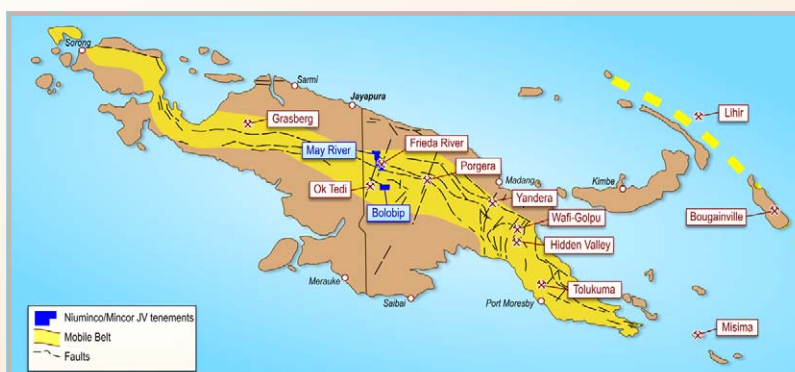 Sorong
Sarmi
Jayapura
Grasberg
Lihir
May River
Frieda River
Porgera
Ok Tedi
Madang
Kimbe
Yandera
Bolobip
Wafi-Golpu
Bougainville
Hidden Valley
Merauke
Saibai
Port Moresby
Tolukuma
Misima
Niuminco/Mincor JV tenements
Mobile Belt
Faults